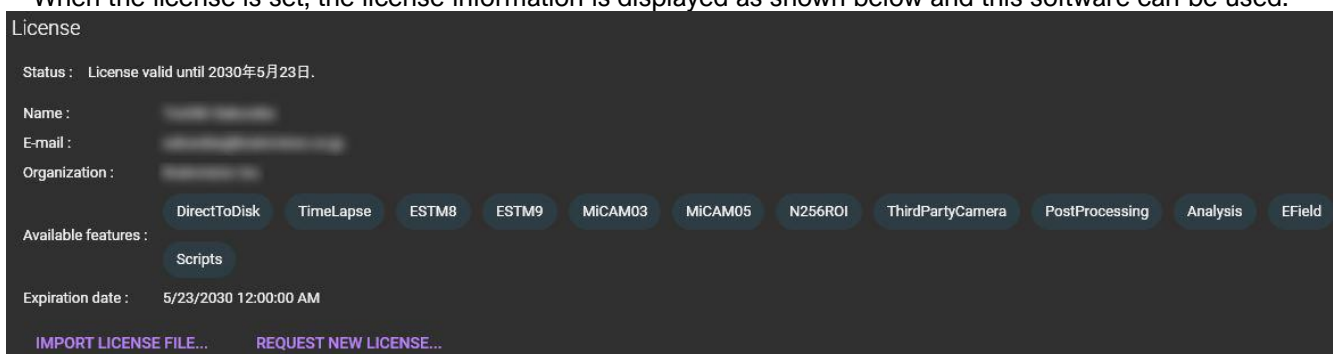 When the license is set, the license information is displayed as shown below and this software can be used.
License
Status : License valid until 2030年5月23日.
Name :
E-mail :
Organization :
Available features :
DirectToDisk TimeLapse ESTM8 ESTM9 MiCAM03 MiCAM05 N256ROI ThirdPartyCamera PostProcessing Analysis EField
Scripts
Expiration date : 5/23/2030 12:00:00 AM
IMPORT LICENSE FILE... REQUEST NEW LICENSE...